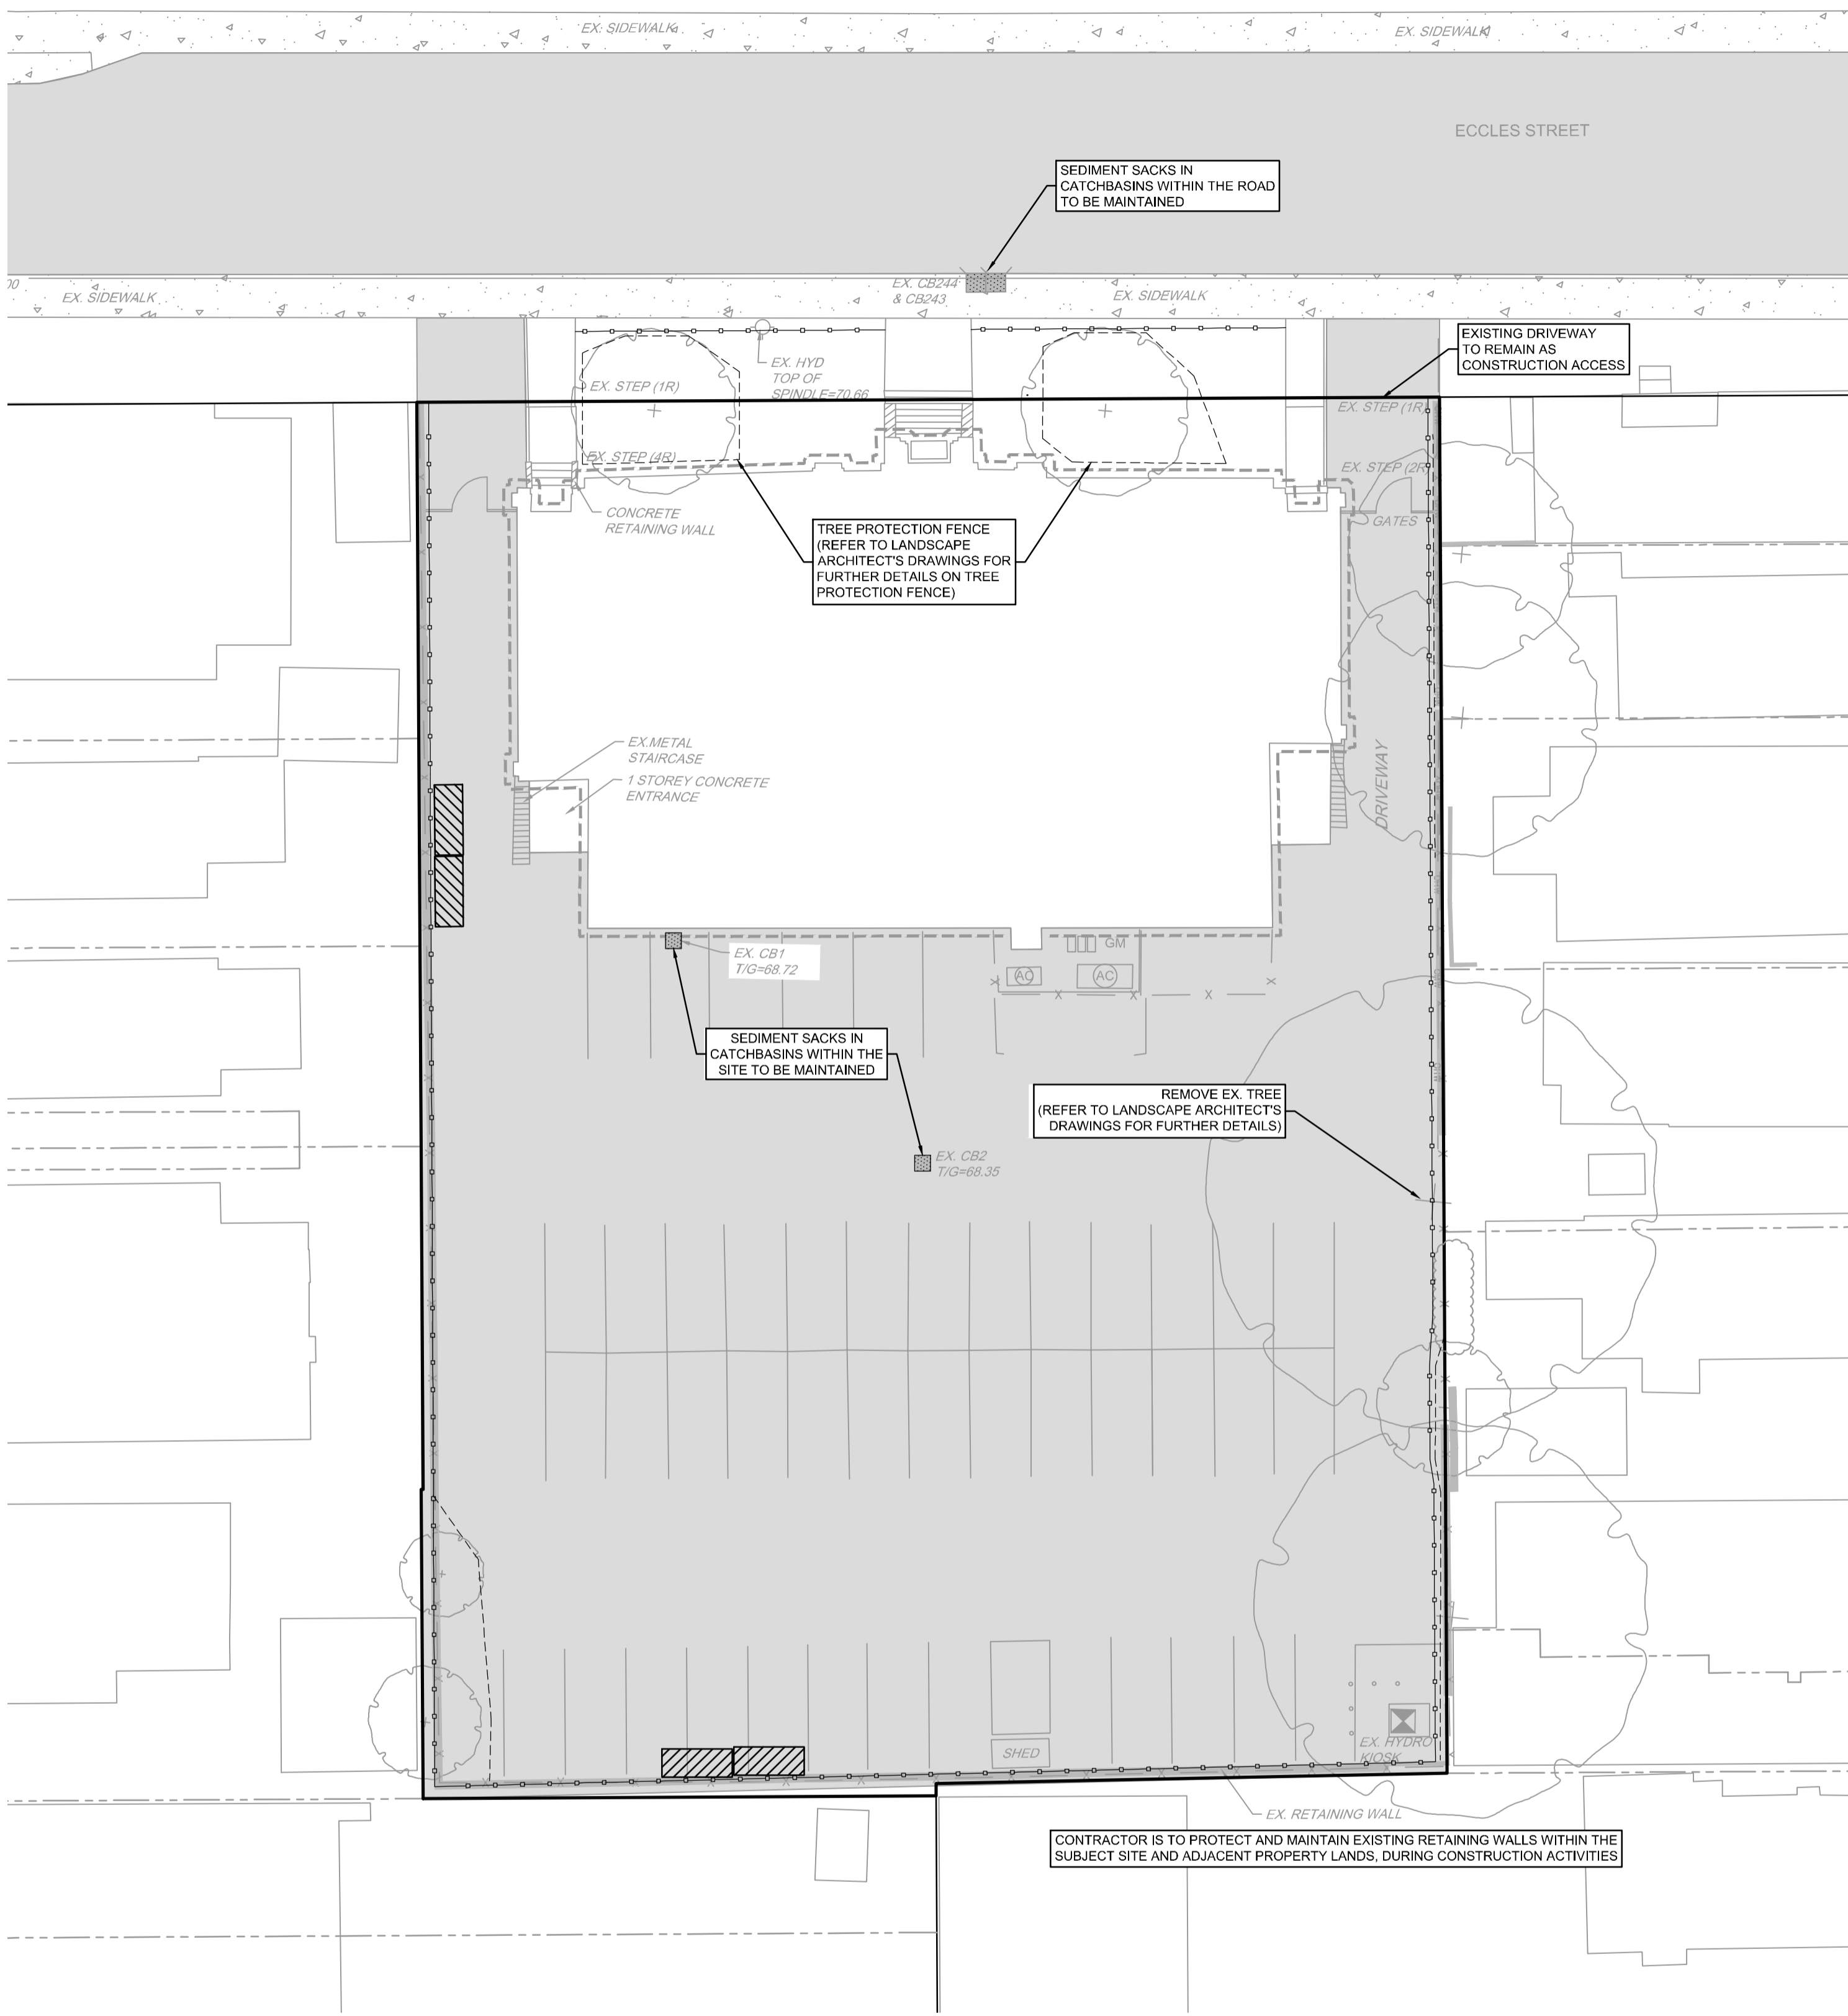 EX. SIDEWALK
EX. SIDEWALK
ECCLES STREET
SEDIMENT SACKS IN
CATCHBASINS WITHIN THE ROAD
TO BE MAINTAINED
00
EX. SIDEWALK
EX. CB244
& CB243
EX. SIDEWALK
EXISTING DRIVEWAY
TO REMAIN AS
CONSTRUCTION ACCESS
EX. HYD
TOP OF
SPINDLE=70.66
EX. STEP (1R)
EX. STEP (1R)
EX. STEP (4R)
EX. STEP (2R)
CONCRETE
RETAINING WALL
GATES
TREE PROTECTION FENCE
(REFER TO LANDSCAPE
ARCHITECT'S DRAWINGS FOR
FURTHER DETAILS ON TREE
PROTECTION FENCE)
EX.METAL
STAIRCASE
1 STOREY CONCRETE
ENTRANCE
DRIVEWAY
EX. CB1
T/G=68.72
GM
AC
AC
SEDIMENT SACKS IN
CATCHBASINS WITHIN THE
SITE TO BE MAINTAINED
REMOVE EX. TREE
(REFER TO LANDSCAPE ARCHITECT'S
DRAWINGS FOR FURTHER DETAILS)
EX. CB2
T/G=68.35
SHED
EX. HYDRO
KIOSK
EX. RETAINING WALL
CONTRACTOR IS TO PROTECT AND MAINTAIN EXISTING RETAINING WALLS WITHIN THE
SUBJECT SITE AND ADJACENT PROPERTY LANDS, DURING CONSTRUCTION ACTIVITIES